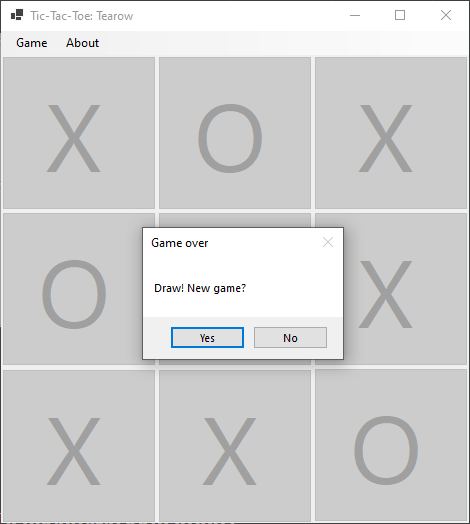 Tic-Tac-Toe: Tearow
Game About
X O X
Game over
O X
Draw! New game?
Yes No
X X O